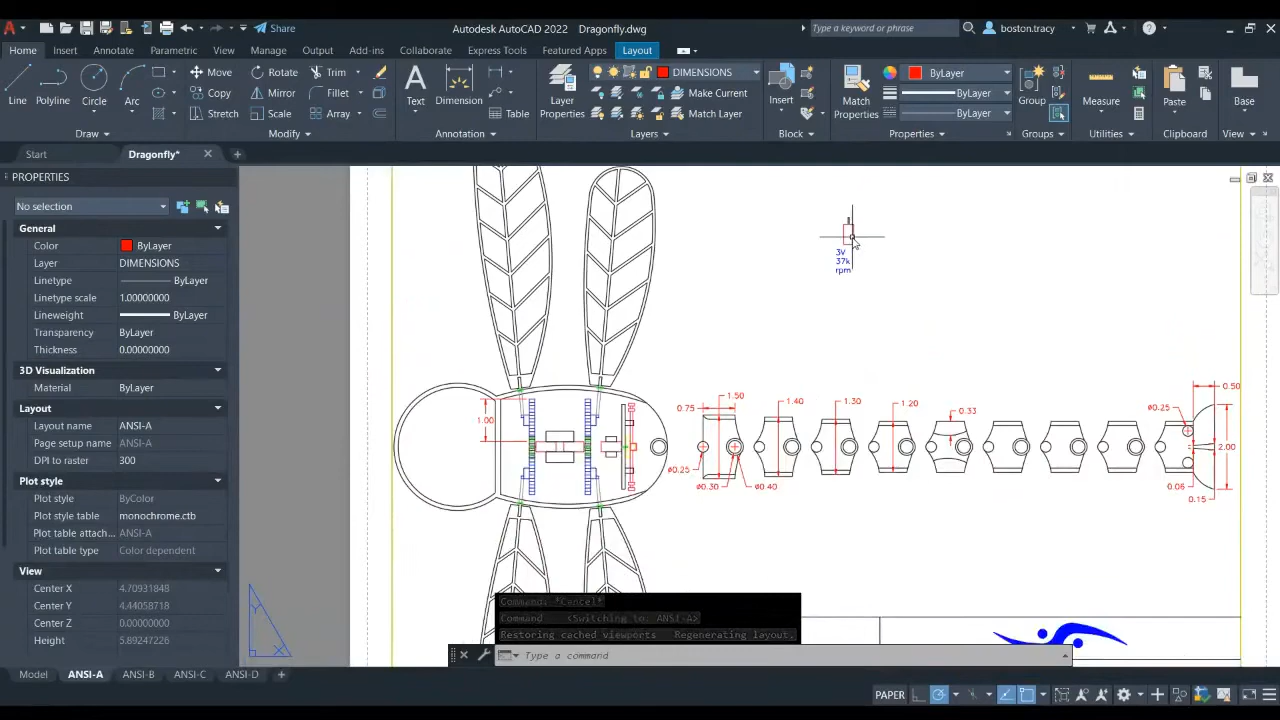 Share
Autodesk AutoCAD 2022 Dragonfly.dwg
Type a keyword or phrase
boston.tracy
Home Insert Annotate Parametric View Manage Output Add-ins Collaborate Express Tools Featured Apps Layout
Line Polyline Circle Arc
Move Rotate Trim
Copy Mirror Fillet
Stretch Scale Array
Text Dimension Table
Layer Properties
DIMENSIONS
Make Current
Match Layer
Insert
Match Properties
ByLayer
ByLayer
ByLayer
Group
Measure
Paste
Base
Draw Modify Annotation Layers Block Properties Groups Utilities Clipboard View
Start Dragonfly*
PROPERTIES
No selection
General
Color ByLayer
Layer DIMENSIONS
Linetype ByLayer
Linetype scale 1.00000000
Lineweight ByLayer
Transparency ByLayer
Thickness 0.00000000
3D Visualization
Material ByLayer
Layout
Layout name ANSI-A
Page setup name ANSI-A
DPI to raster 300
Plot style
Plot style ByColor
Plot style table monochrome.ctb
Plot table attach... ANSI-A
Plot table type Color dependent
View
Center X 4.70931848
Center Y 4.44058718
Center Z 0.00000000
Height 5.89247226
3V
37k
rpm
1.00
0.75
1.50
1.40
1.30
1.20
0.33
0.50
ø0.25
2.00
ø0.25
ø0.30
ø0.40
0.06
0.15
Y
X
Command: *Cancel*
Command <Switching to: ANSI-A>
Restoring cached viewports Regenerating layout.
Type a command
Model ANSI-A ANSI-B ANSI-C ANSI-D
PAPER